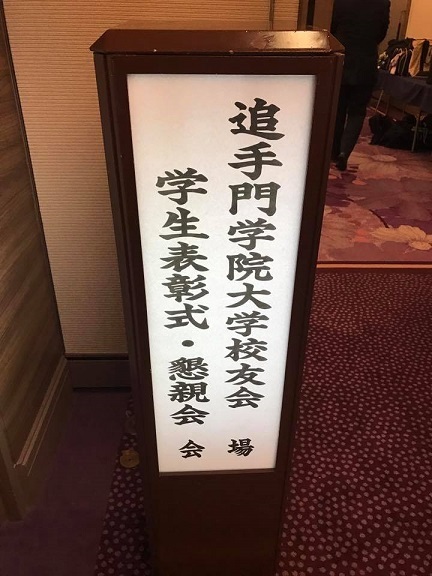 追手門学院大学校友会
学生表彰式・懇親会
会場